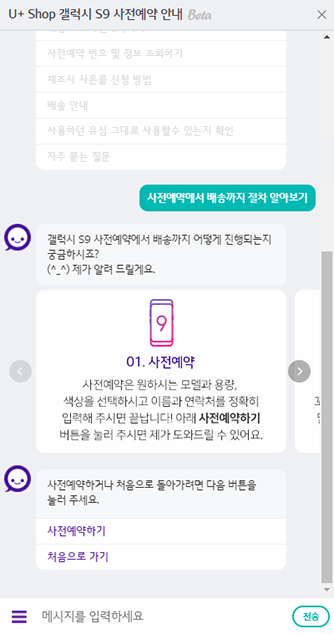 U+ Shop 갤럭시 S9 사전예약 안내 Beta
사전예약 번호 및 정보 조회하기
제조사 사은품 신청 방법
배송 안내
사용하던 유심 그대로 사용할수 있는지 확인
자주 묻는 질문
사전예약에서 배송까지 절차 알아보기
갤럭시 S9 사전예약에서 배송까지 어떻게 진행되는지
궁금하시죠?
(^_^) 제가 알려 드릴게요.
9
01. 사전예약
사전예약은 원하시는 모델과 용량,
색상을 선택하시고 이름과 연락처를 정확히
입력해 주시면 끝납니다! 아래 사전예약하기
버튼을 눌러 주시면 제가 도와드릴 수 있어요.
사전예약하거나 처음으로 돌아가려면 다음 버튼을
눌러 주세요.
사전예약하기
처음으로 가기
메시지를 입력하세요
전송